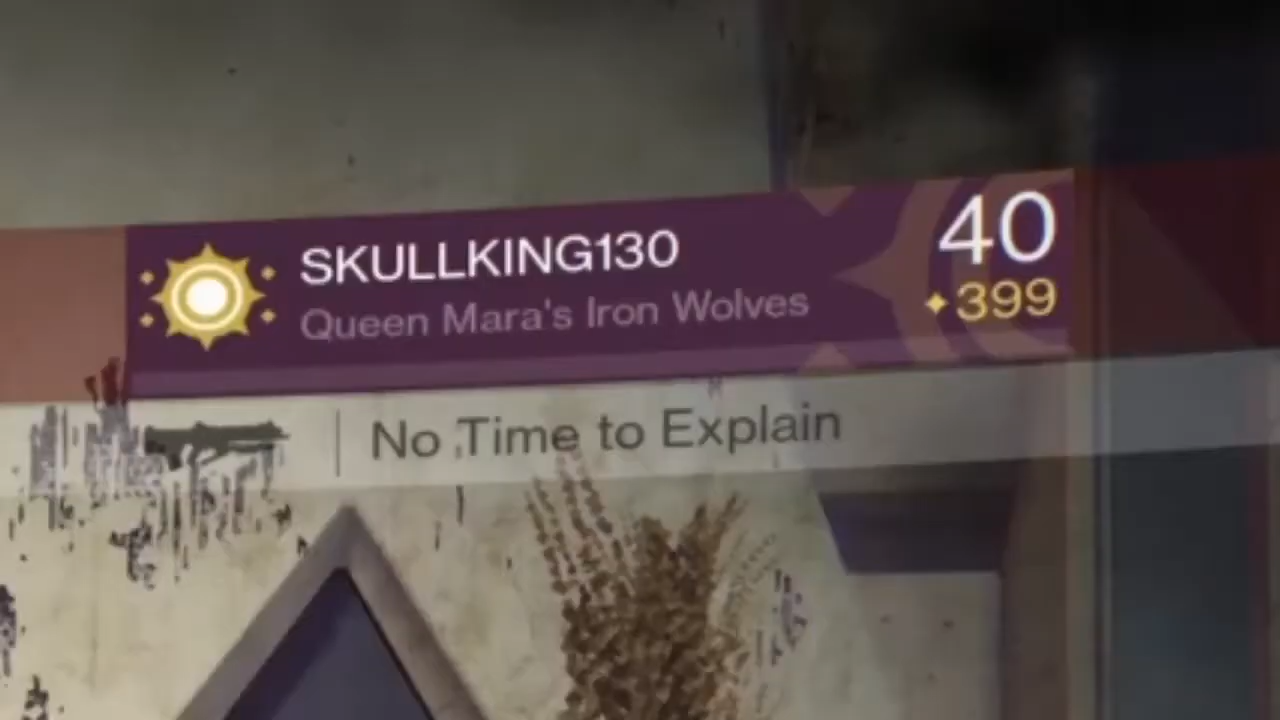 SKULLKING130
Queen Mara's Iron Wolves
40
399
No Time to Explain